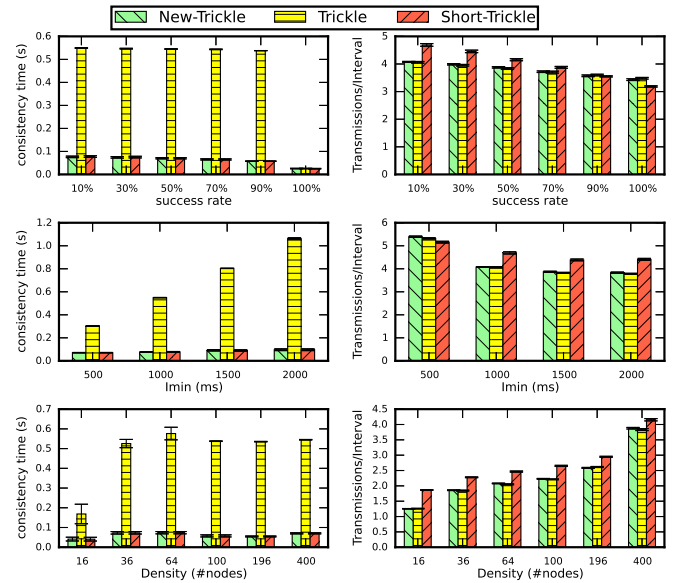 New-Trickle Trickle Short-Trickle
consistency time (s)
0.6
0.5
0.4
0.3
0.2
0.1
0.0
10% 30% 50% 70% 90% 100%
success rate
Transmissions/Interval
5
4
3
2
1
0
10% 30% 50% 70% 90% 100%
success rate
consistency time (s)
1.2
1.0
0.8
0.6
0.4
0.2
0.0
500 1000 1500 2000
Imin (ms)
Transmissions/Interval
6
5
4
3
2
1
0
500 1000 1500 2000
Imin (ms)
consistency time (s)
0.7
0.6
0.5
0.4
0.3
0.2
0.1
0.0
16 36 64 100 196 400
Density (#nodes)
Transmissions/Interval
4.5
4.0
3.5
3.0
2.5
2.0
1.5
1.0
0.5
0.0
16 36 64 100 196 400
Density (#nodes)